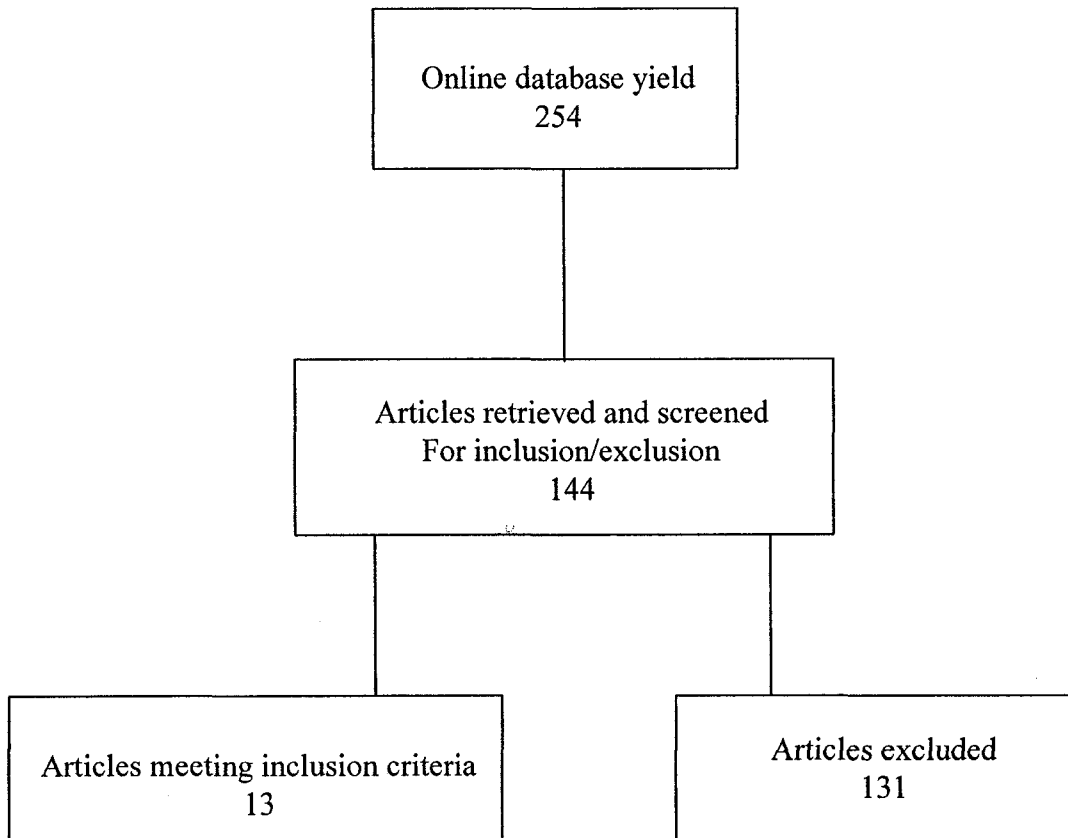 Online database yield
254
Articles retrieved and screened
For inclusion/exclusion
144
Articles meeting inclusion criteria
13
Articles excluded
131